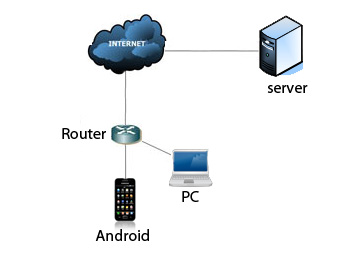 INTERNET
server
Router
PC
Android